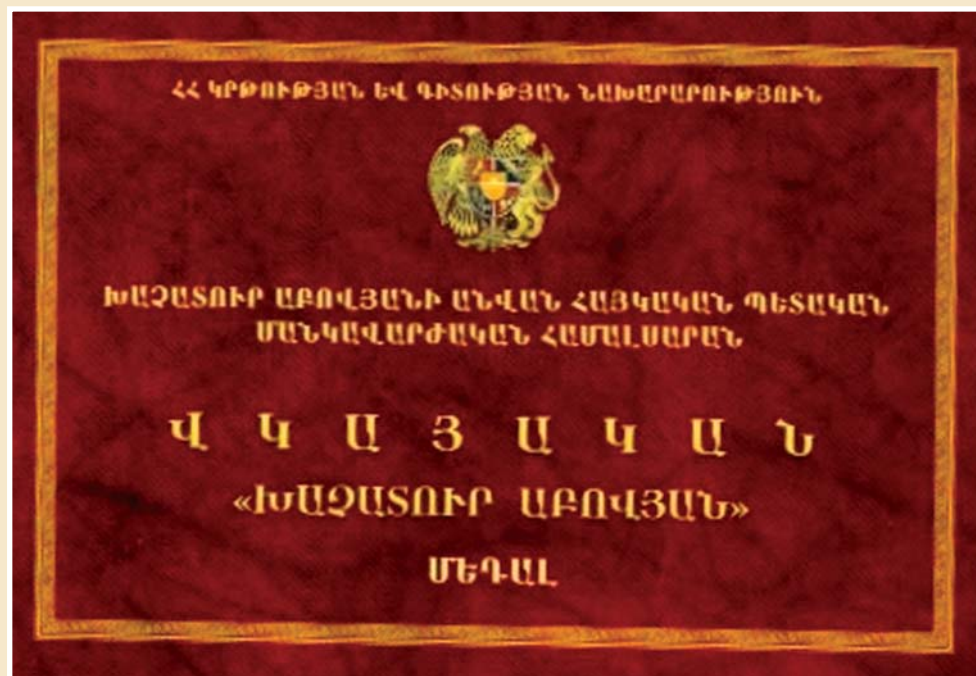 ՀՀ ԿՐԹՈՒԹՅԱՆ ԵՎ ԳԻՏՈՒԹՅԱՆ ՆԱԽԱՐԱՐՈՒԹՅՈՒՆ
ԽԱՉԱՏՈՒՐ ԱԲՈՎՅԱՆԻ ԱՆՎԱՆ ՀԱՅԿԱԿԱՆ ՊԵՏԱԿԱՆ
ՄԱՆԿԱՎԱՐԺԱԿԱՆ ՀԱՄԱԼՍԱՐԱՆ
Վ Կ Ա Յ Ա Կ Ա Ն
«ԽԱՉԱՏՈՒՐ ԱԲՈՎՅԱՆ»
ՄԵԴԱԼ